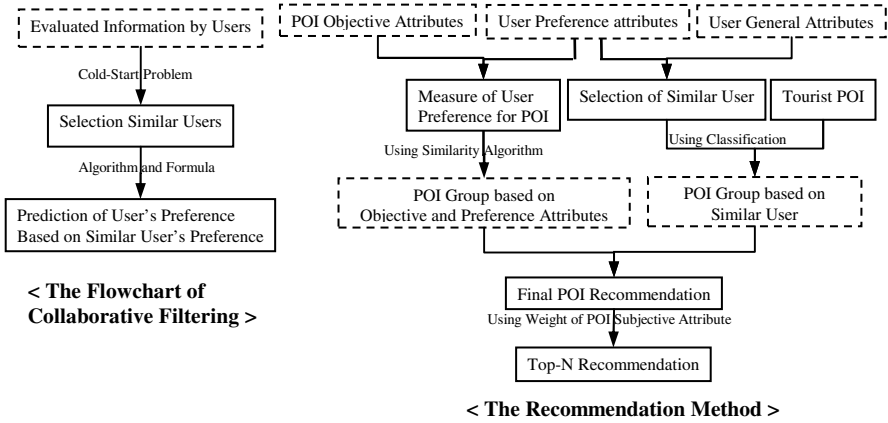 Evaluated Information by Users
Cold-Start Problem
Selection Similar Users
Algorithm and Formula
Prediction of User's Preference
Based on Similar User's Preference
< The Flowchart of
Collaborative Filtering >
POI Objective Attributes
User Preference attributes
User General Attributes
Measure of User
Preference for POI
Selection of Similar User
Tourist POI
Using Similarity Algorithm
Using Classification
POI Group based on
Objective and Preference Attributes
POI Group based on
Similar User
Final POI Recommendation
Using Weight of POI Subjective Attribute
Top-N Recommendation
< The Recommendation Method >